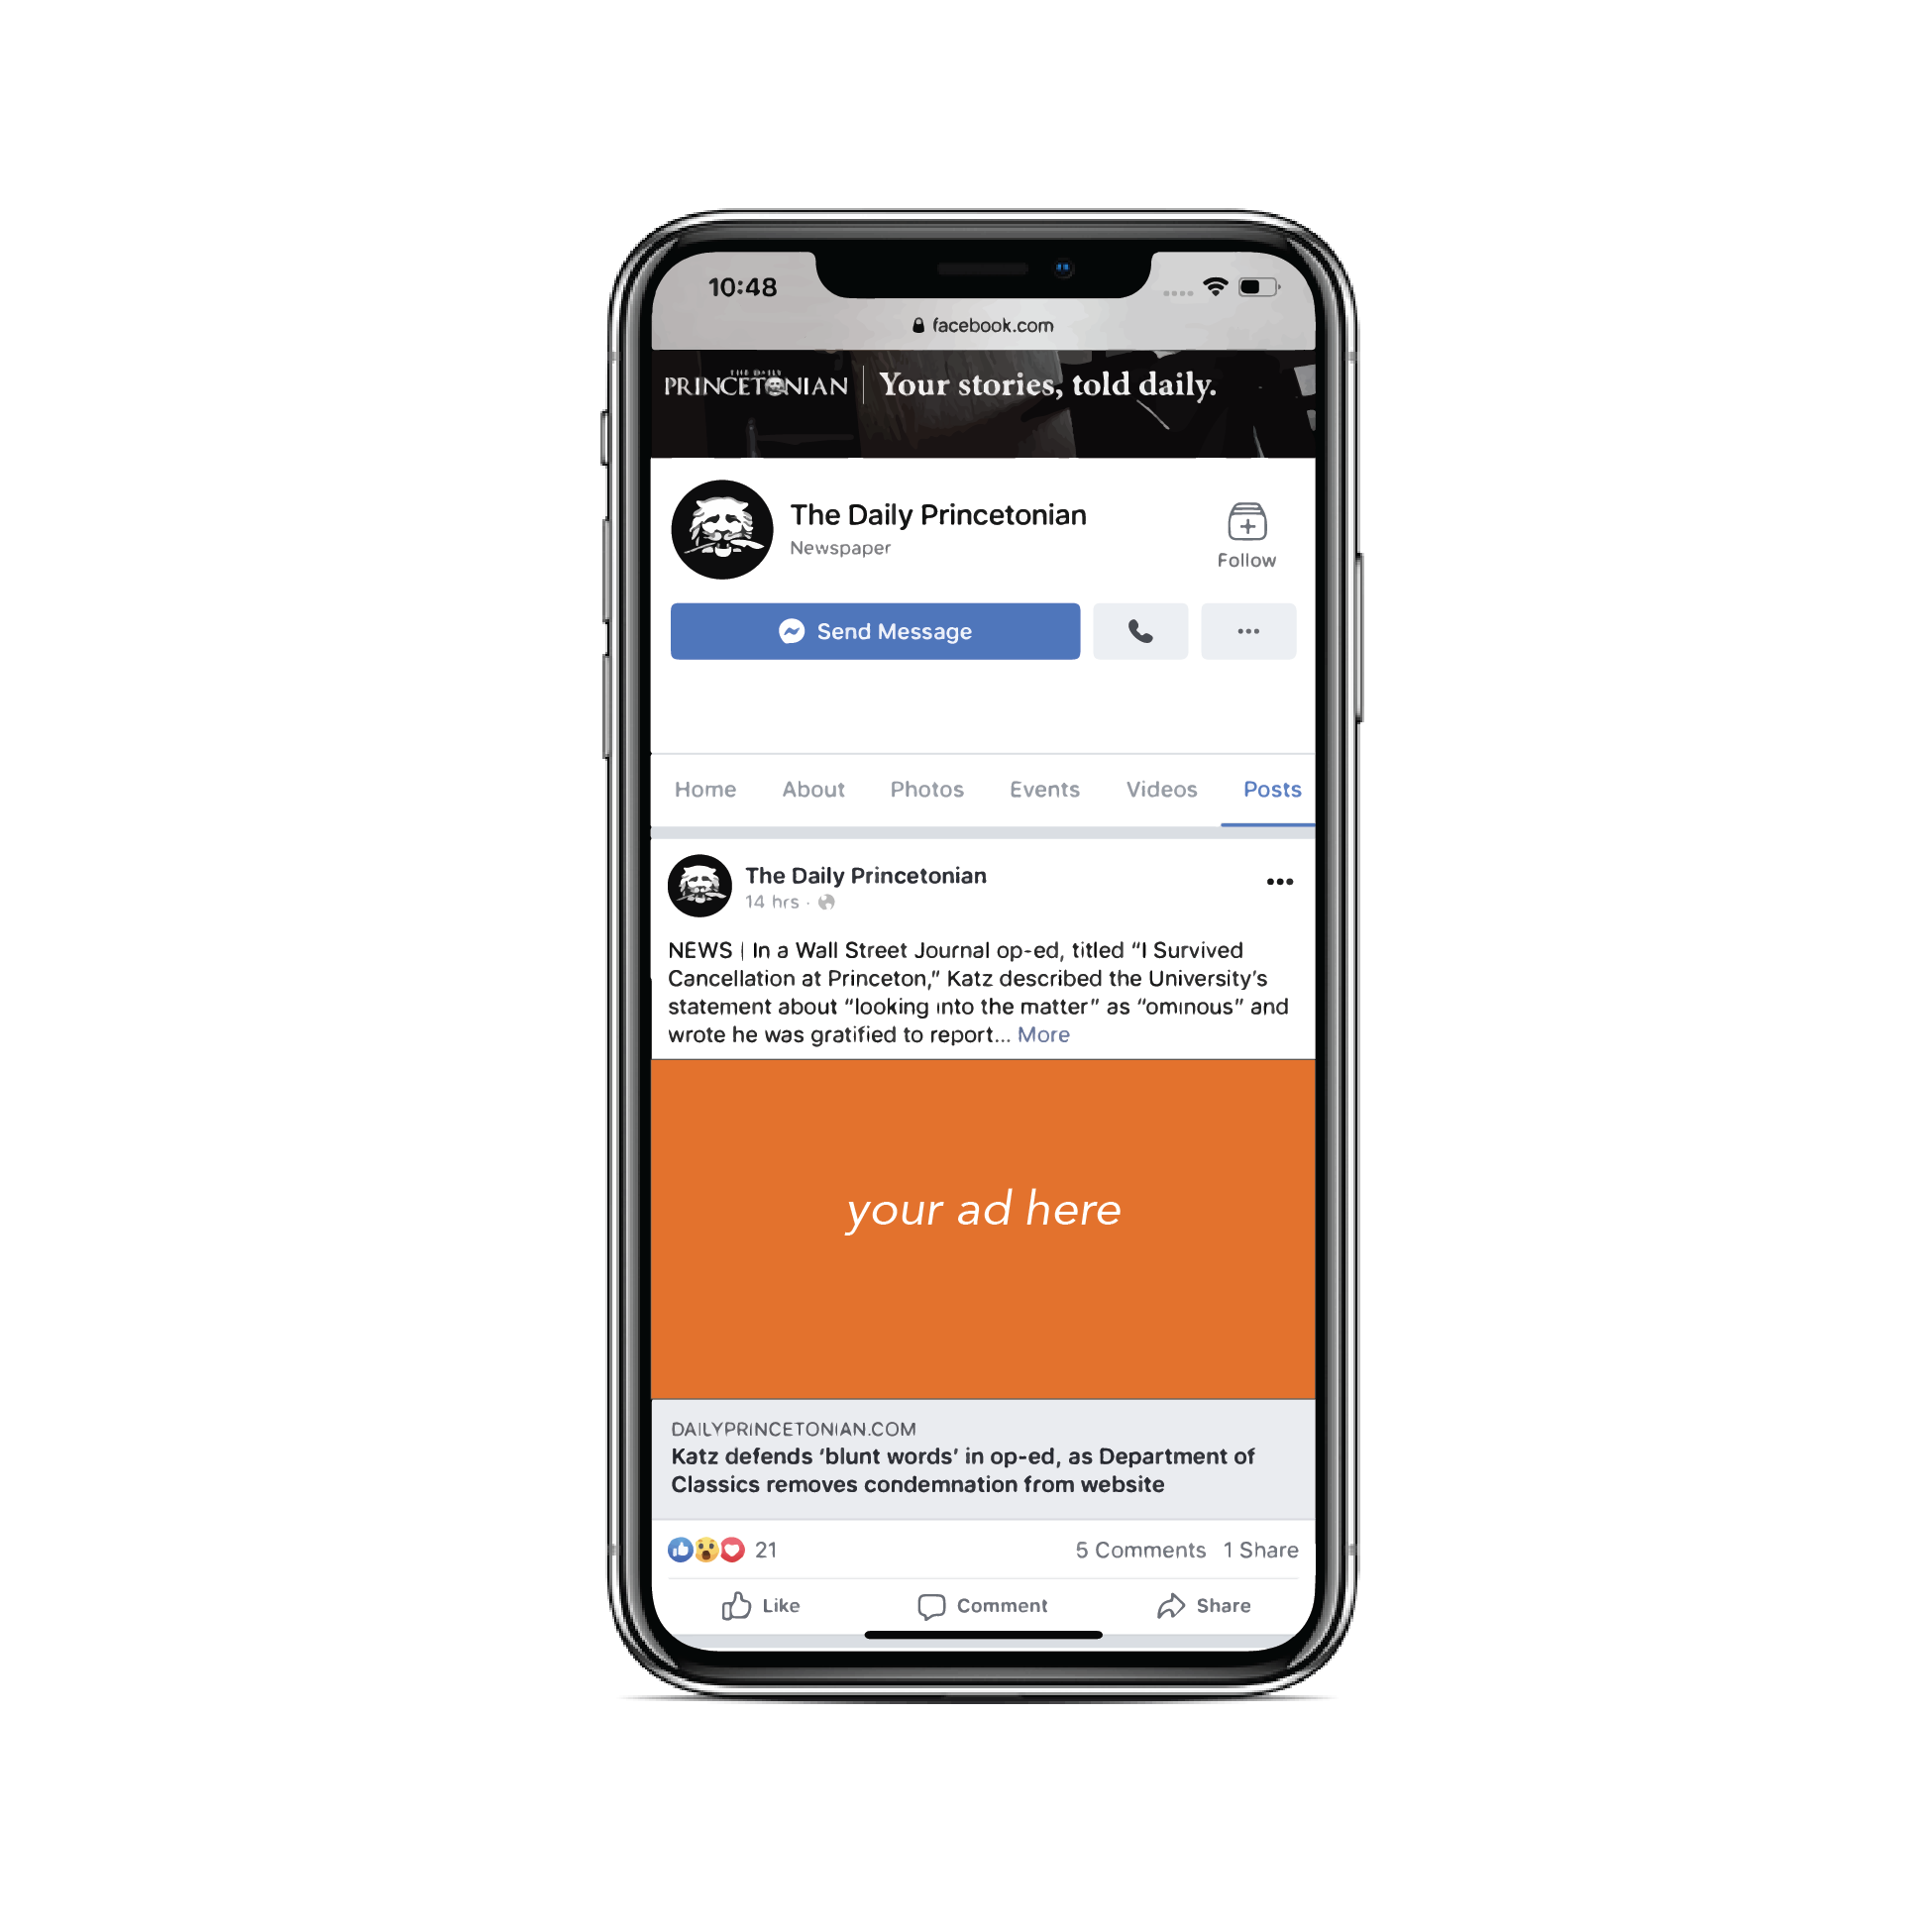 10:48
facebook.com
THE DAILY
PRINCETONIAN | Your stories, told daily.
The Daily Princetonian
Newspaper
Follow
Send Message
Home About Photos Events Videos Posts
The Daily Princetonian
14 hrs ·
NEWS | In a Wall Street Journal op-ed, titled “I Survived
Cancellation at Princeton,” Katz described the University’s
statement about “looking into the matter” as “ominous” and
wrote he was gratified to report... More
your ad here
DAILYPRINCETONIAN.COM
Katz defends ‘blunt words’ in op-ed, as Department of
Classics removes condemnation from website
21 5 Comments 1 Share
Like Comment Share